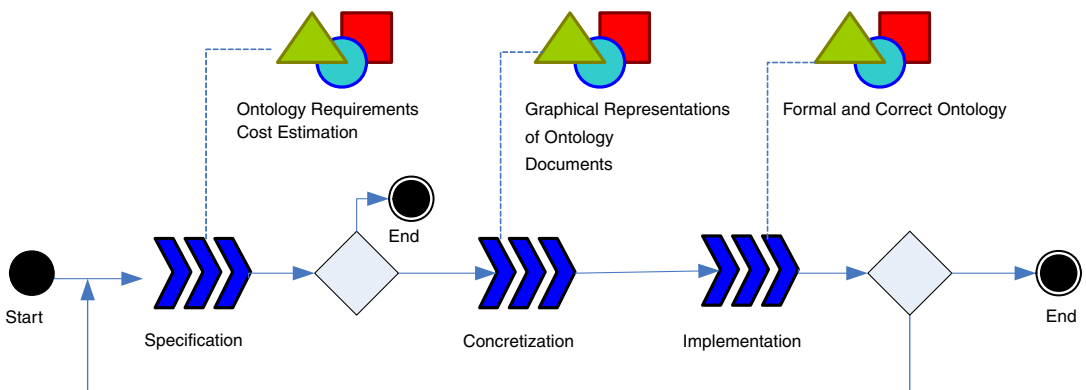 Ontology Requirements
Cost Estimation
Graphical Representations
of Ontology
Documents
Formal and Correct Ontology
End
Start
Specification
Concretization
Implementation
End